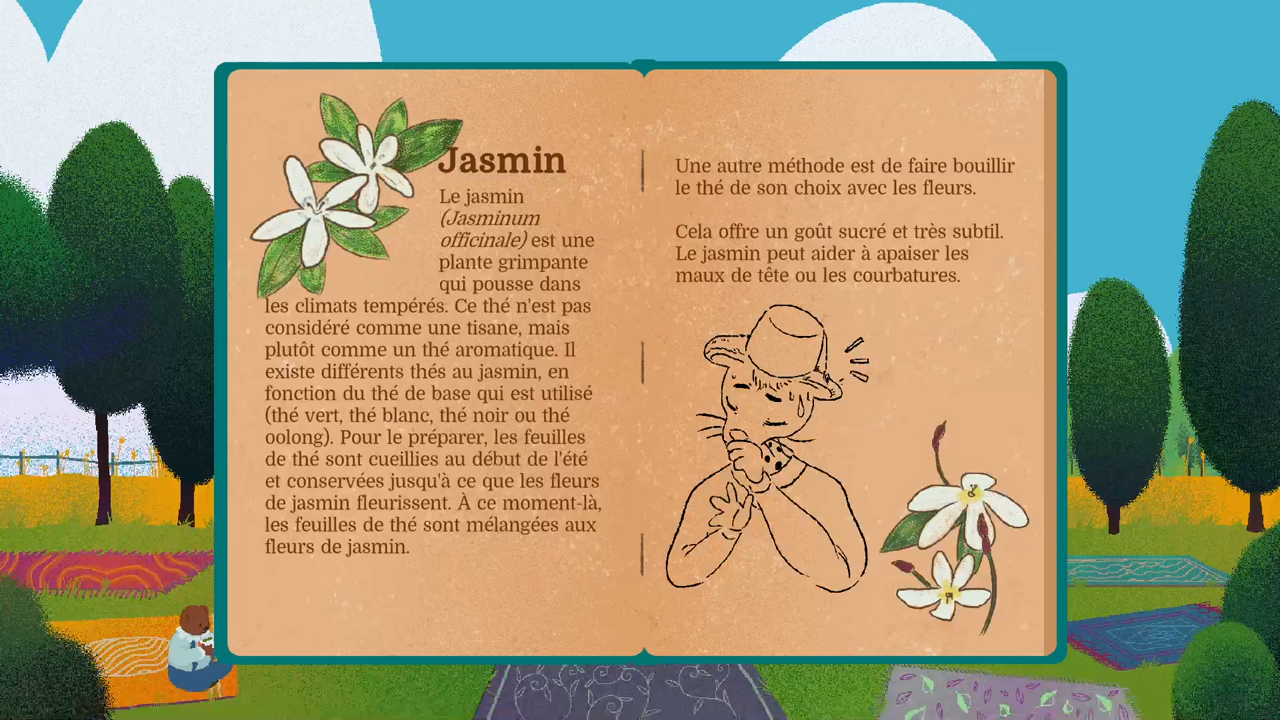 Jasmin
Le jasmin
(Jasminum
officinale) est une
plante grimpante
qui pousse dans
les climats tempérés. Ce thé n'est pas
considéré comme une tisane, mais
plutôt comme un thé aromatique. Il
existe différents thés au jasmin, en
fonction du thé de base qui est utilisé
(thé vert, thé blanc, thé noir ou thé
oolong). Pour le préparer, les feuilles
de thé sont cueillies au début de l'été
et conservées jusqu'à ce que les fleurs
de jasmin fleurissent. À ce moment-là,
les feuilles de thé sont mélangées aux
fleurs de jasmin.
Une autre méthode est de faire bouillir
le thé de son choix avec les fleurs.
Cela offre un goût sucré et très subtil.
Le jasmin peut aider à apaiser les
maux de tête ou les courbatures.